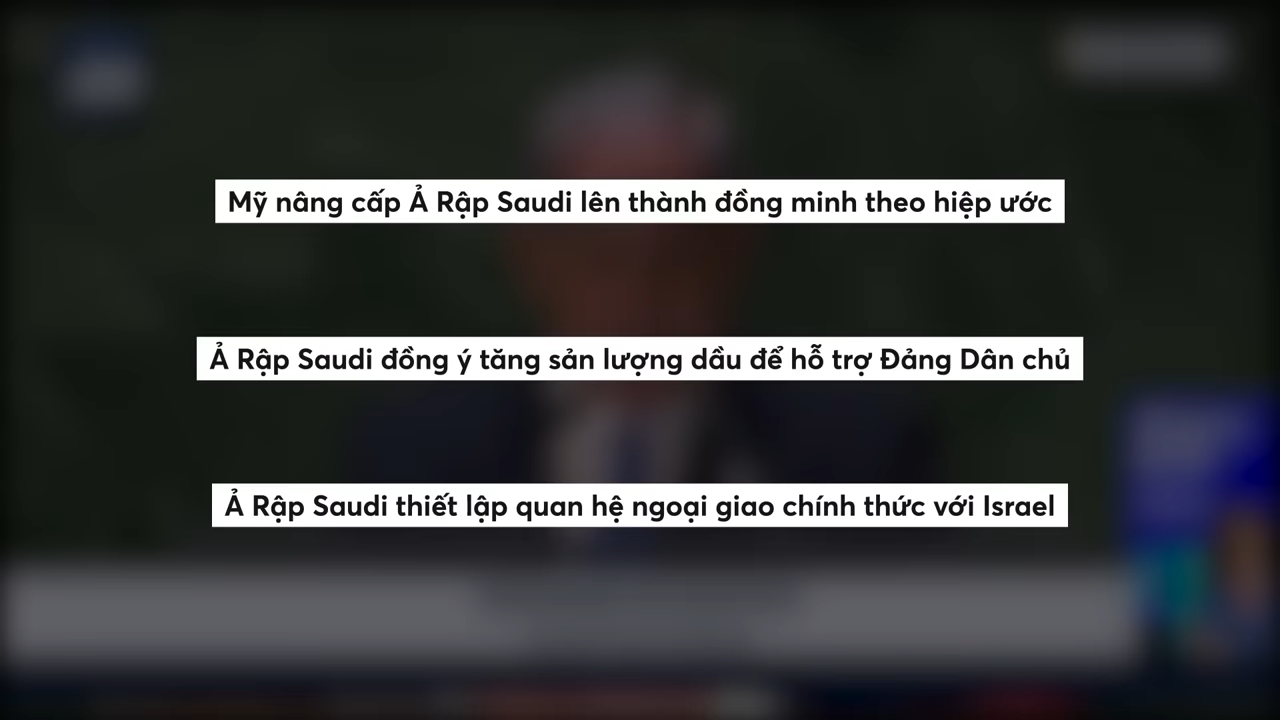 Mỹ nâng cấp Ả Rập Saudi lên thành đồng minh theo hiệp ước
Ả Rập Saudi đồng ý tăng sản lượng dầu để hỗ trợ Đảng Dân chủ
Ả Rập Saudi thiết lập quan hệ ngoại giao chính thức với Israel